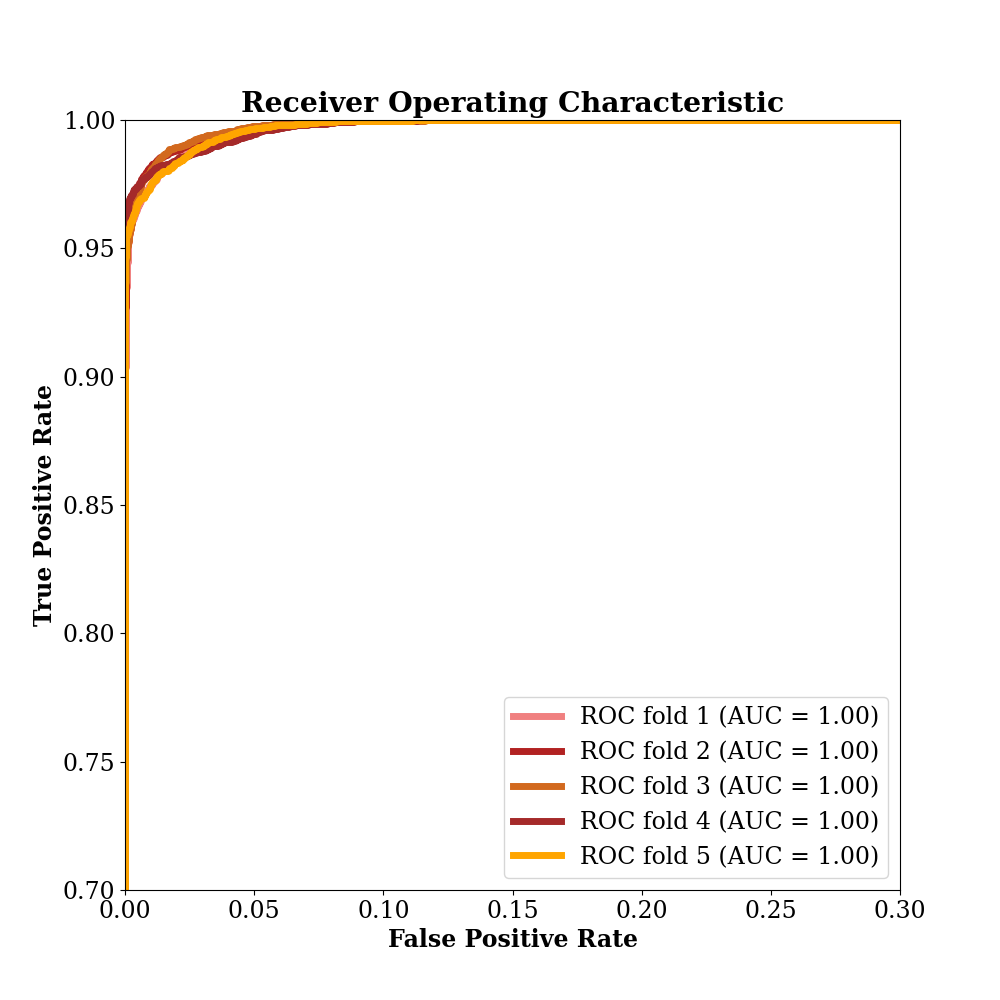 Receiver Operating Characteristic
1.00
0.95
0.90
0.85
0.80
0.75
0.70
True Positive Rate
0.00 0.05 0.10 0.15 0.20 0.25 0.30
False Positive Rate
ROC fold 1 (AUC = 1.00)
ROC fold 2 (AUC = 1.00)
ROC fold 3 (AUC = 1.00)
ROC fold 4 (AUC = 1.00)
ROC fold 5 (AUC = 1.00)